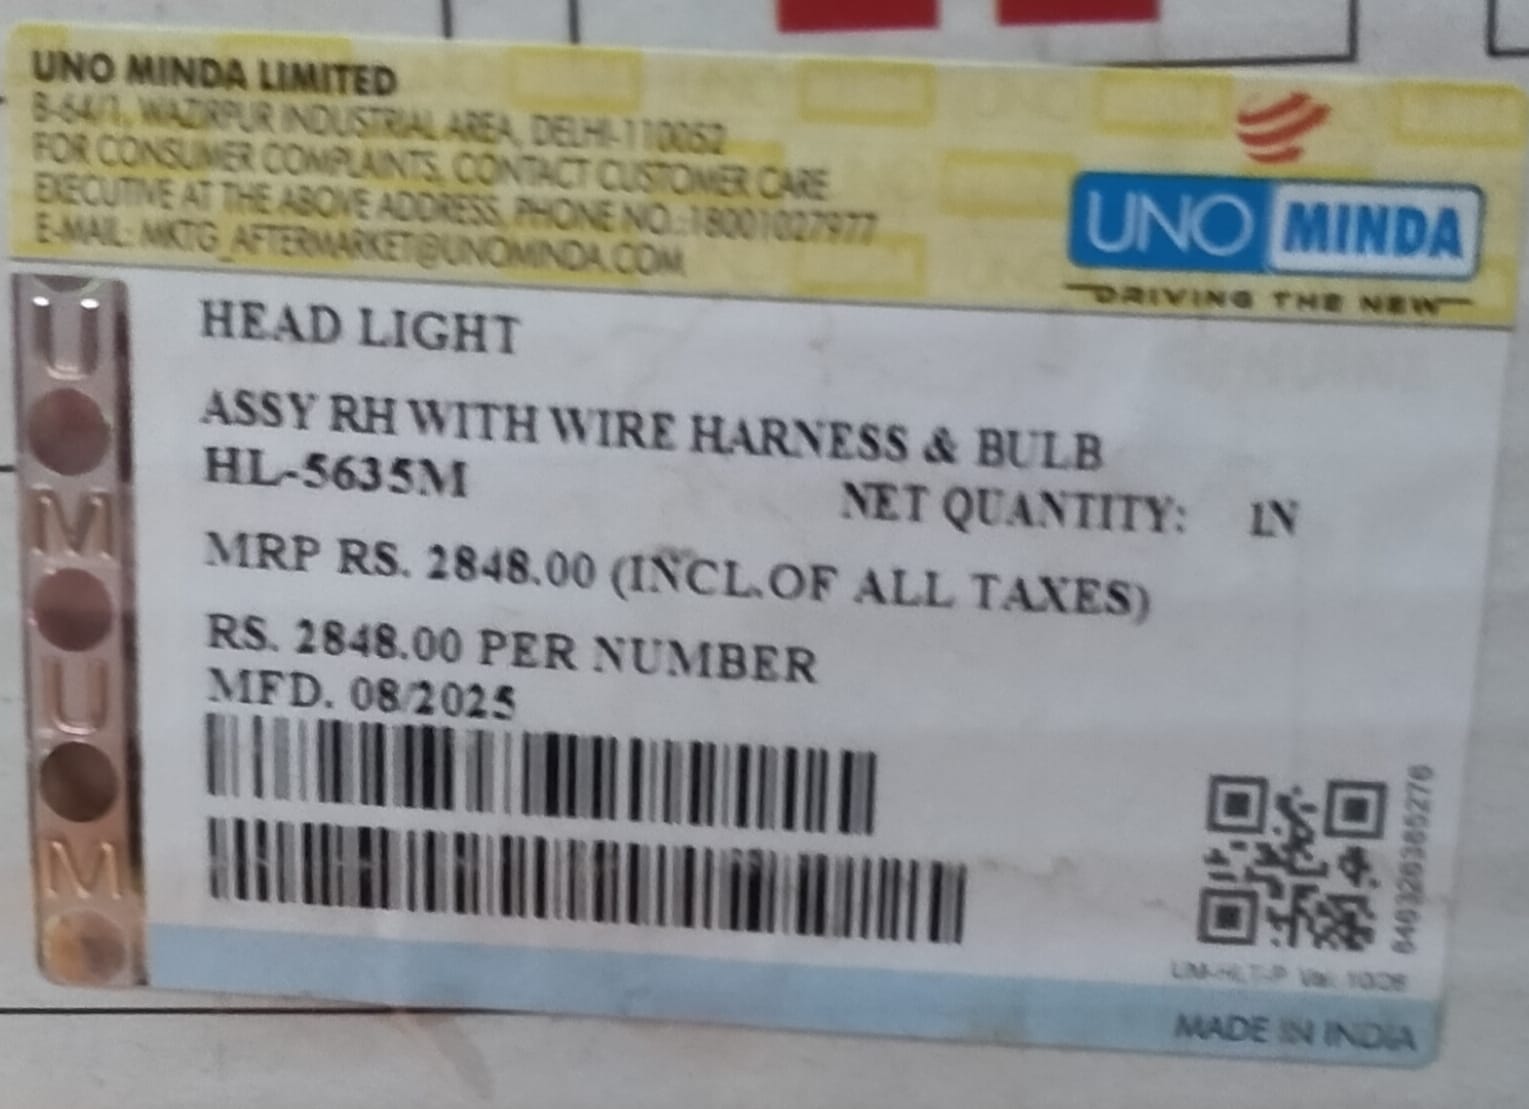 UNO MINDA LIMITED
B-64/1, WAZIRPUR INDUSTRIAL AREA, DELHI-110052
FOR CONSUMER COMPLAINTS, CONTACT CUSTOMER CARE
EXECUTIVE AT THE ABOVE ADDRESS, PHONE NO.:18001027977
E-MAIL: MKTG_AFTERMARKET@UNOMINDA.COM
UNO MINDA
DRIVING THE NEW
U
M
U
M
HEAD LIGHT
ASSY RH WITH WIRE HARNESS & BULB
HL-5635M
NET QUANTITY: 1N
MRP RS. 2848.00 (INCL.OF ALL TAXES)
RS. 2848.00 PER NUMBER
MFD. 08/2025
MADE IN INDIA